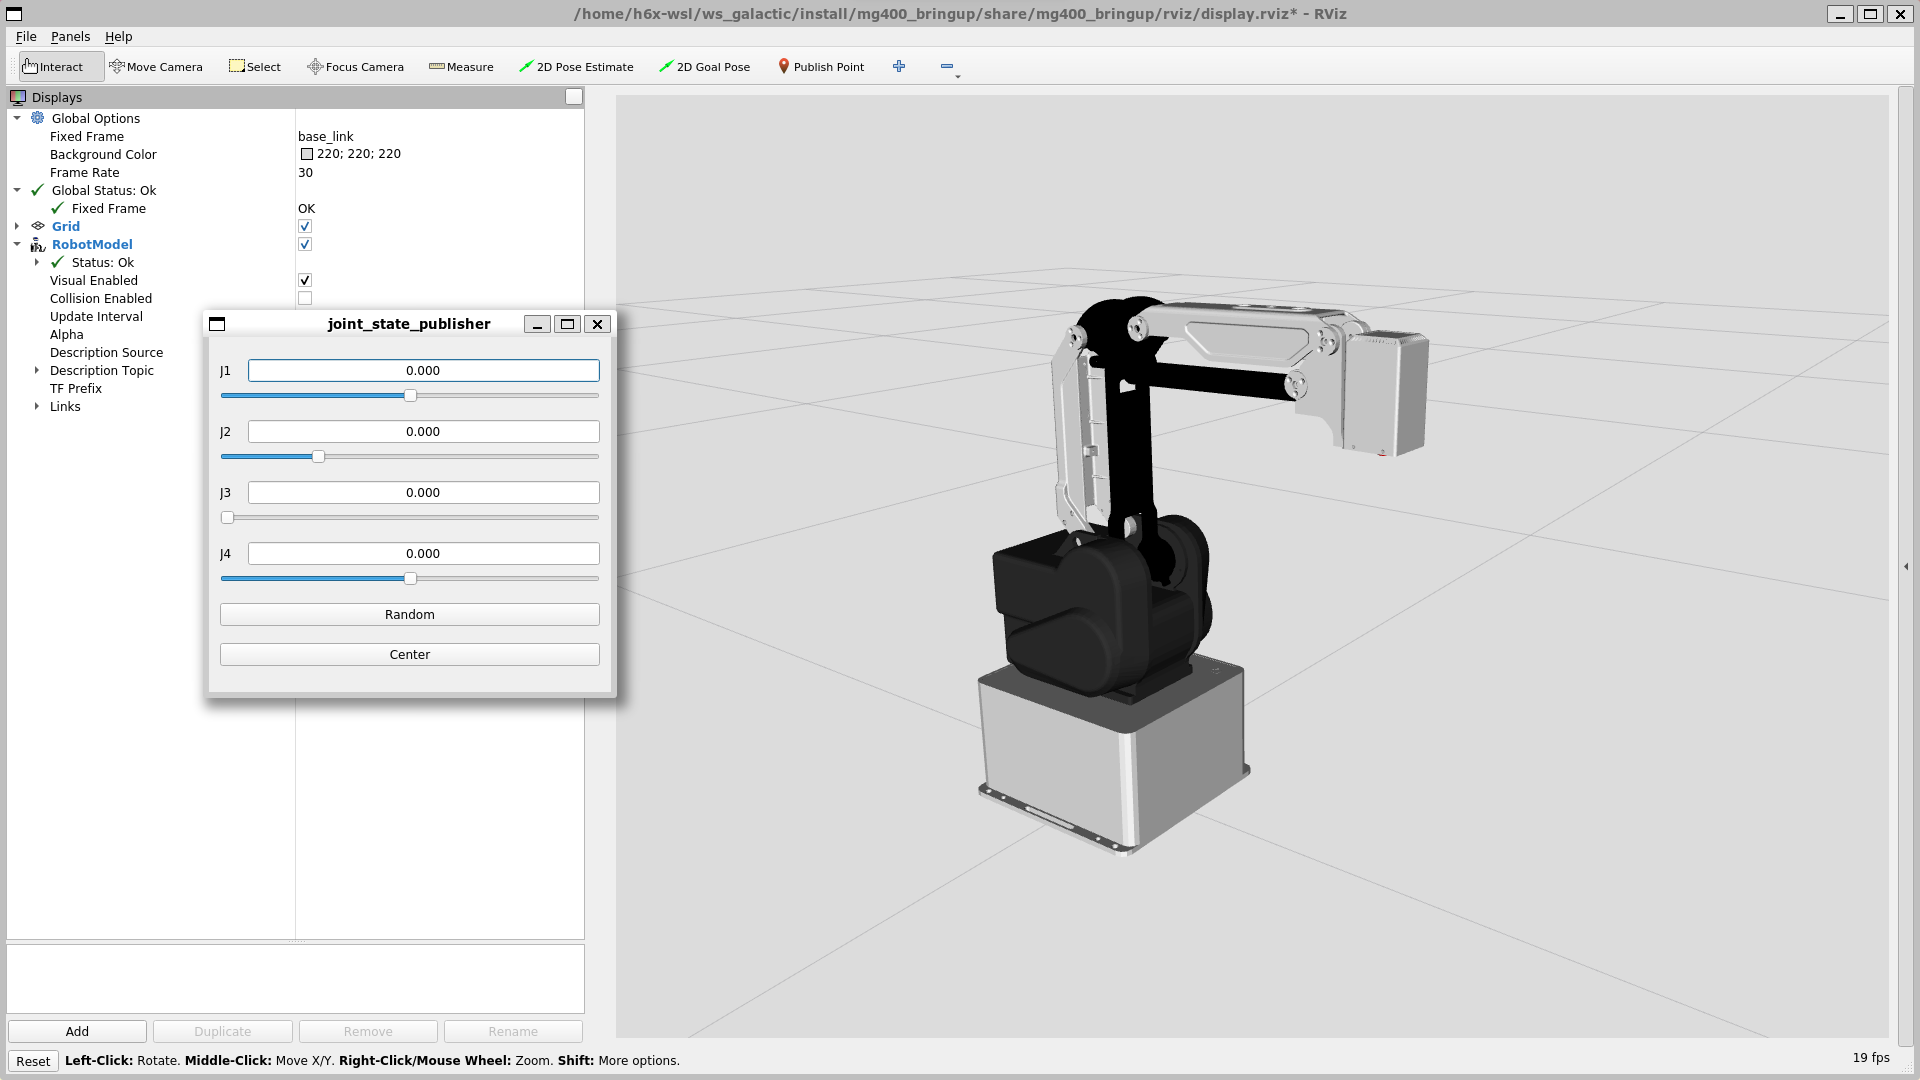 /home/h6x-wsl/ws_galactic/install/mg400_bringup/share/mg400_bringup/rviz/display.rviz* - RViz
File Panels Help
Interact Move Camera Select Focus Camera Measure 2D Pose Estimate 2D Goal Pose Publish Point
Displays
Global Options
Fixed Frame base_link
Background Color 220; 220; 220
Frame Rate 30
Global Status: Ok
Fixed Frame OK
Grid
RobotModel
Status: Ok
Visual Enabled
Collision Enabled
Update Interval
Alpha
Description Source
Description Topic
TF Prefix
Links
joint_state_publisher
J1 0.000
J2 0.000
J3 0.000
J4 0.000
Random
Center
Add Duplicate Remove Rename
Reset Left-Click: Rotate. Middle-Click: Move X/Y. Right-Click/Mouse Wheel: Zoom. Shift: More options. 19 fps